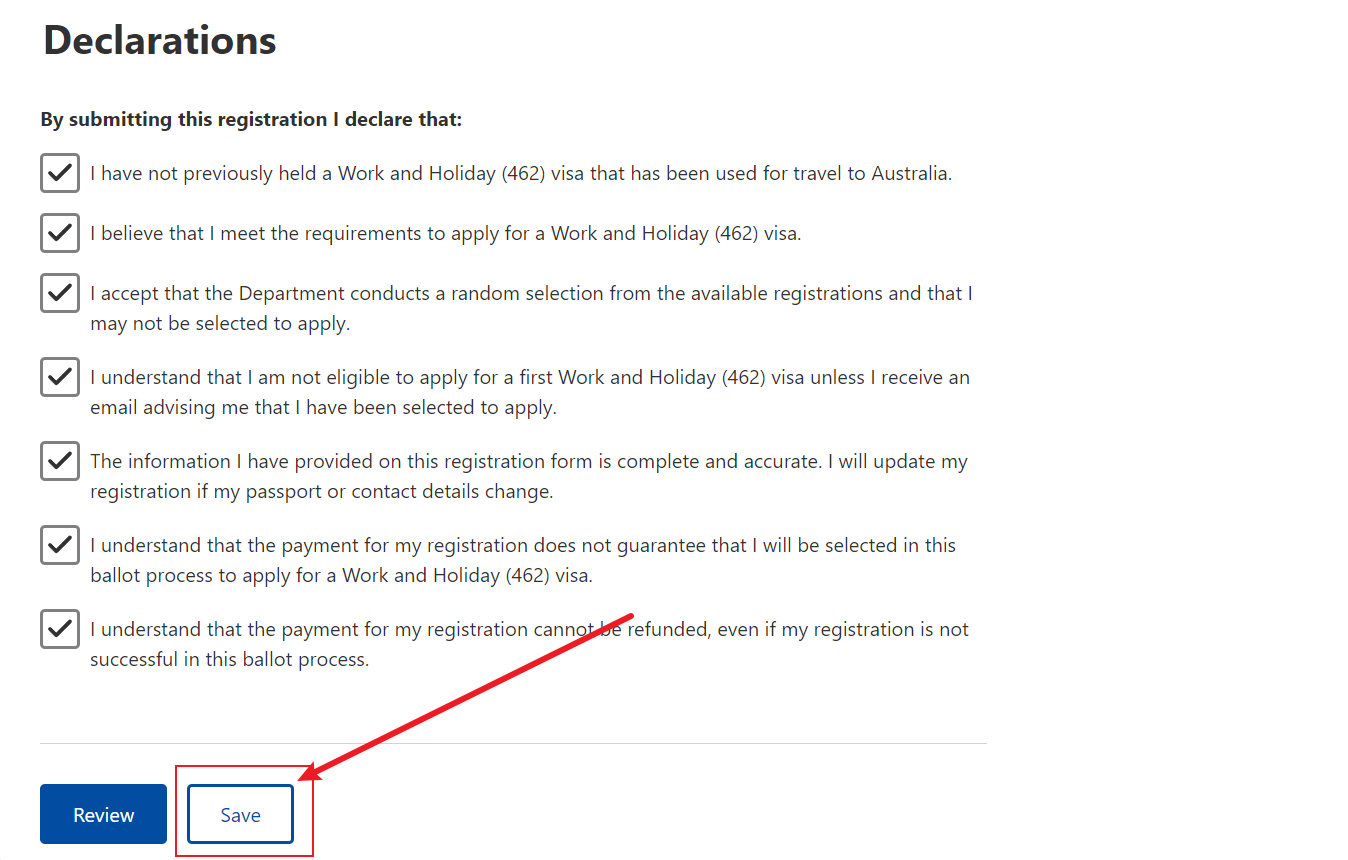 Declarations
By submitting this registration I declare that:
I have not previously held a Work and Holiday (462) visa that has been used for travel to Australia.
I believe that I meet the requirements to apply for a Work and Holiday (462) visa.
I accept that the Department conducts a random selection from the available registrations and that I
may not be selected to apply.
I understand that I am not eligible to apply for a first Work and Holiday (462) visa unless I receive an
email advising me that I have been selected to apply.
The information I have provided on this registration form is complete and accurate. I will update my
registration if my passport or contact details change.
I understand that the payment for my registration does not guarantee that I will be selected in this
ballot process to apply for a Work and Holiday (462) visa.
I understand that the payment for my registration cannot be refunded, even if my registration is not
successful in this ballot process.
Review
Save